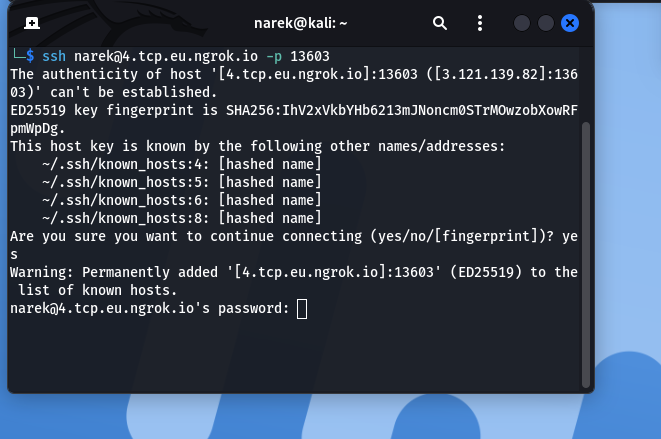 narek@kali: ~
└─$ ssh narek@4.tcp.eu.ngrok.io -p 13603
The authenticity of host '[4.tcp.eu.ngrok.io]:13603 ([3.121.139.82]:136
03)' can't be established.
ED25519 key fingerprint is SHA256:IhV2xVkbYHb6213mJNoncm0STrMOwzobXowRF
pmWpDg.
This host key is known by the following other names/addresses:
    ~/.ssh/known_hosts:4: [hashed name]
    ~/.ssh/known_hosts:5: [hashed name]
    ~/.ssh/known_hosts:6: [hashed name]
    ~/.ssh/known_hosts:8: [hashed name]
Are you sure you want to continue connecting (yes/no/[fingerprint])? ye
s
Warning: Permanently added '[4.tcp.eu.ngrok.io]:13603' (ED25519) to the
 list of known hosts.
narek@4.tcp.eu.ngrok.io's password: